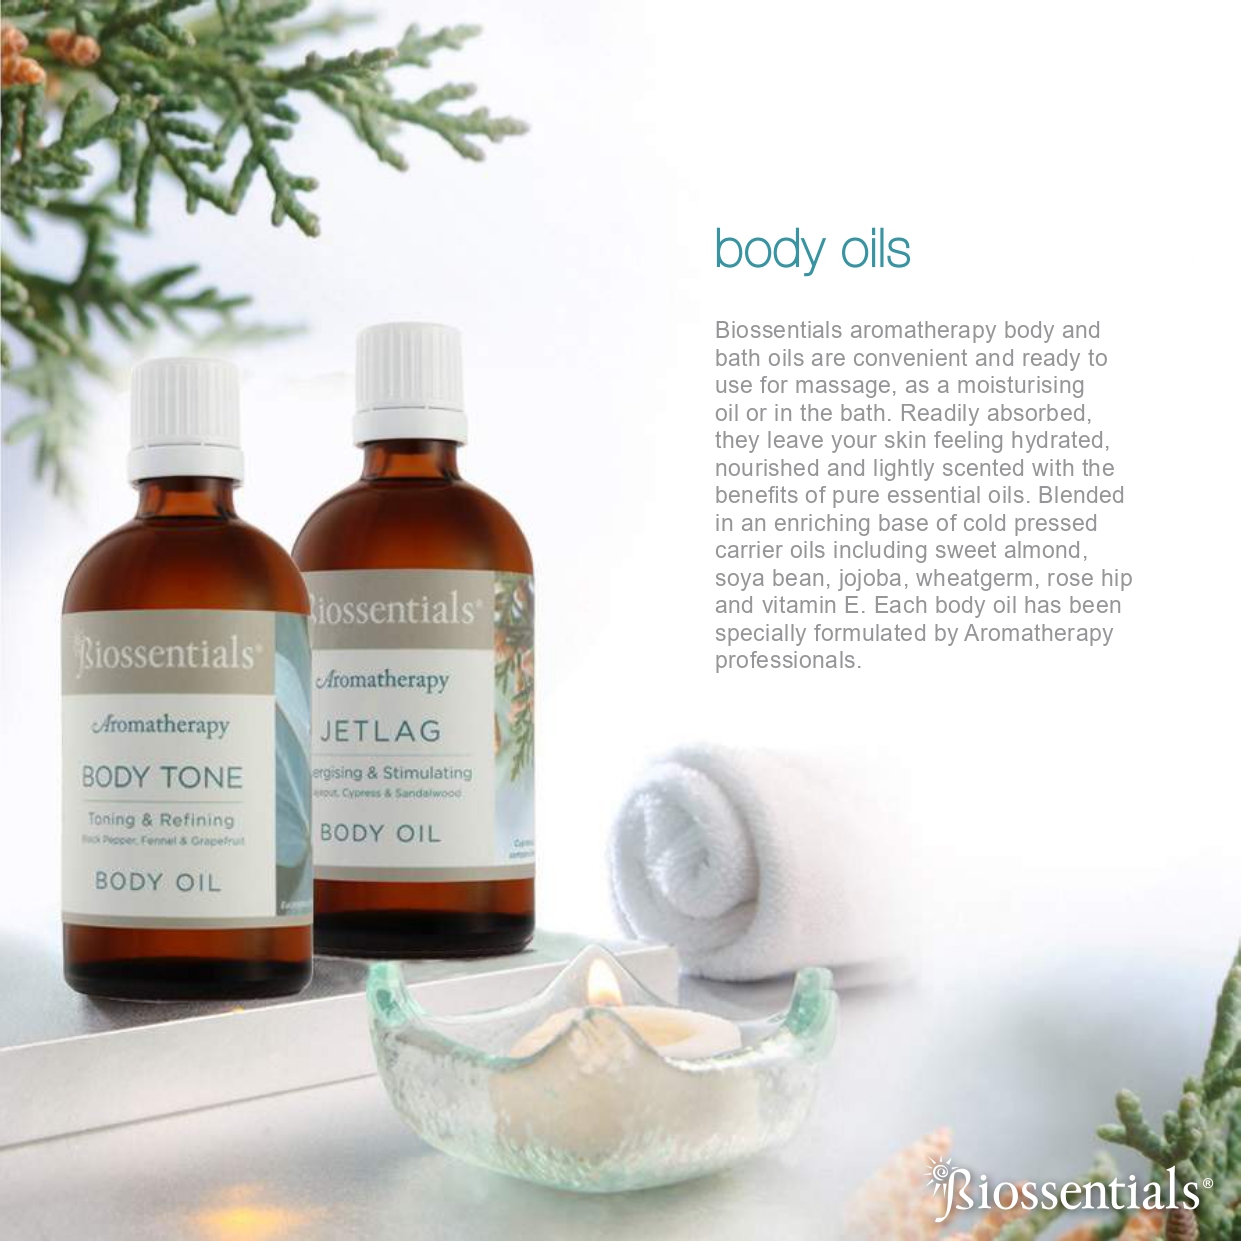 body oils
Biossentials aromatherapy body and
bath oils are convenient and ready to
use for massage, as a moisturising
oil or in the bath. Readily absorbed,
they leave your skin feeling hydrated,
nourished and lightly scented with the
benefits of pure essential oils. Blended
in an enriching base of cold pressed
carrier oils including sweet almond,
soya bean, jojoba, wheatgerm, rose hip
and vitamin E. Each body oil has been
specially formulated by Aromatherapy
professionals.
Biossentials®
Aromatherapy
BODY TONE
Toning & Refining
Black Pepper, Fennel & Grapefruit
BODY OIL
Biossentials®
Aromatherapy
JETLAG
ergising & Stimulating
Cypress & Sandalwood
BODY OIL
Biossentials®